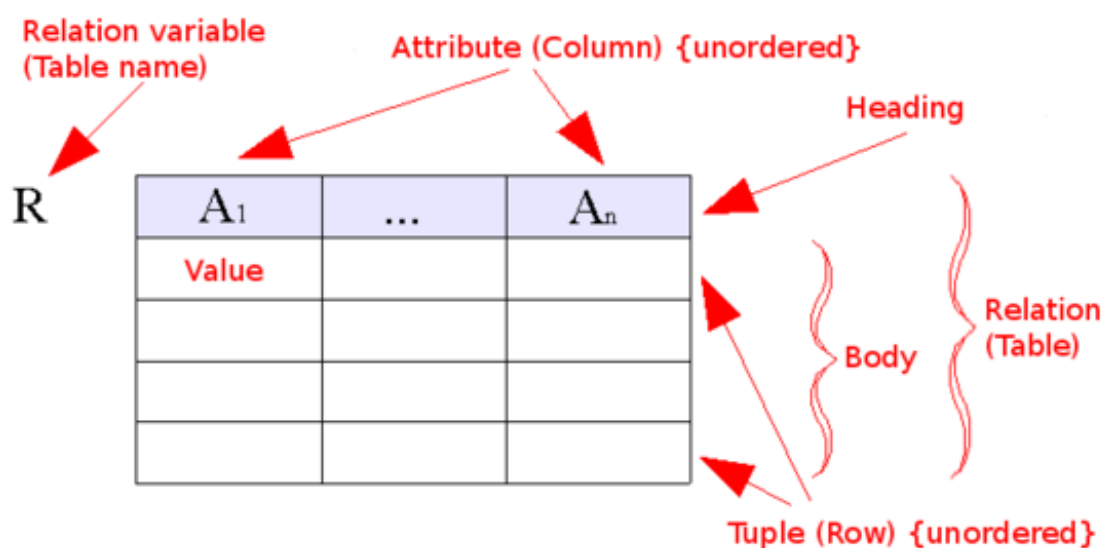 Relation variable
(Table name)
Attribute (Column) {unordered}
Heading
R
A1
...
An
Value
Body
Relation
(Table)
Tuple (Row) {unordered}